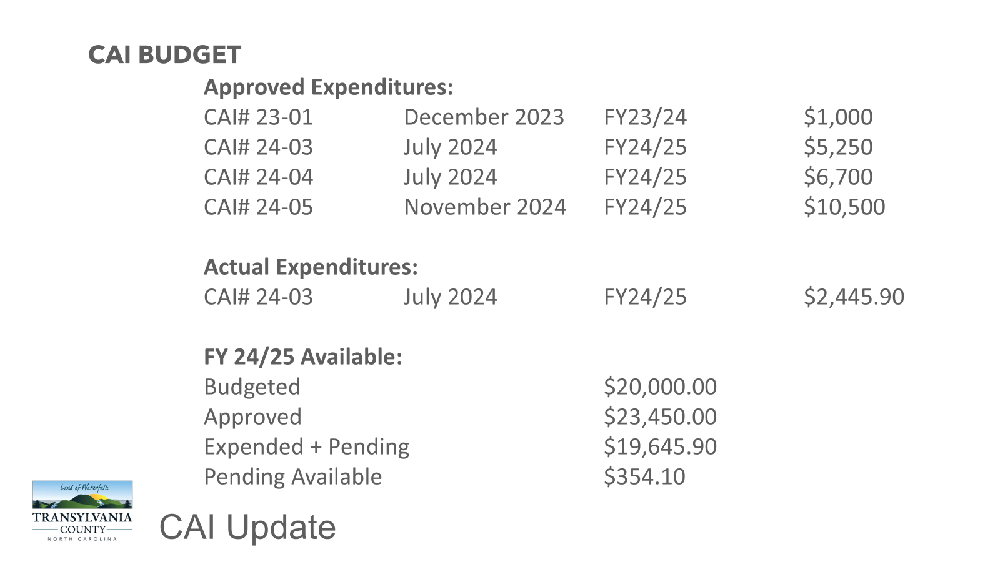 CAI BUDGET
Approved Expenditures:
CAI# 23-01 December 2023 FY23/24 $1,000
CAI# 24-03 July 2024 FY24/25 $5,250
CAI# 24-04 July 2024 FY24/25 $6,700
CAI# 24-05 November 2024 FY24/25 $10,500
Actual Expenditures:
CAI# 24-03 July 2024 FY24/25 $2,445.90
FY 24/25 Available:
Budgeted $20,000.00
Approved $23,450.00
Expended + Pending $19,645.90
Pending Available $354.10
Land of Waterfalls
TRANSYLVANIA
COUNTY
NORTH CAROLINA
CAI Update